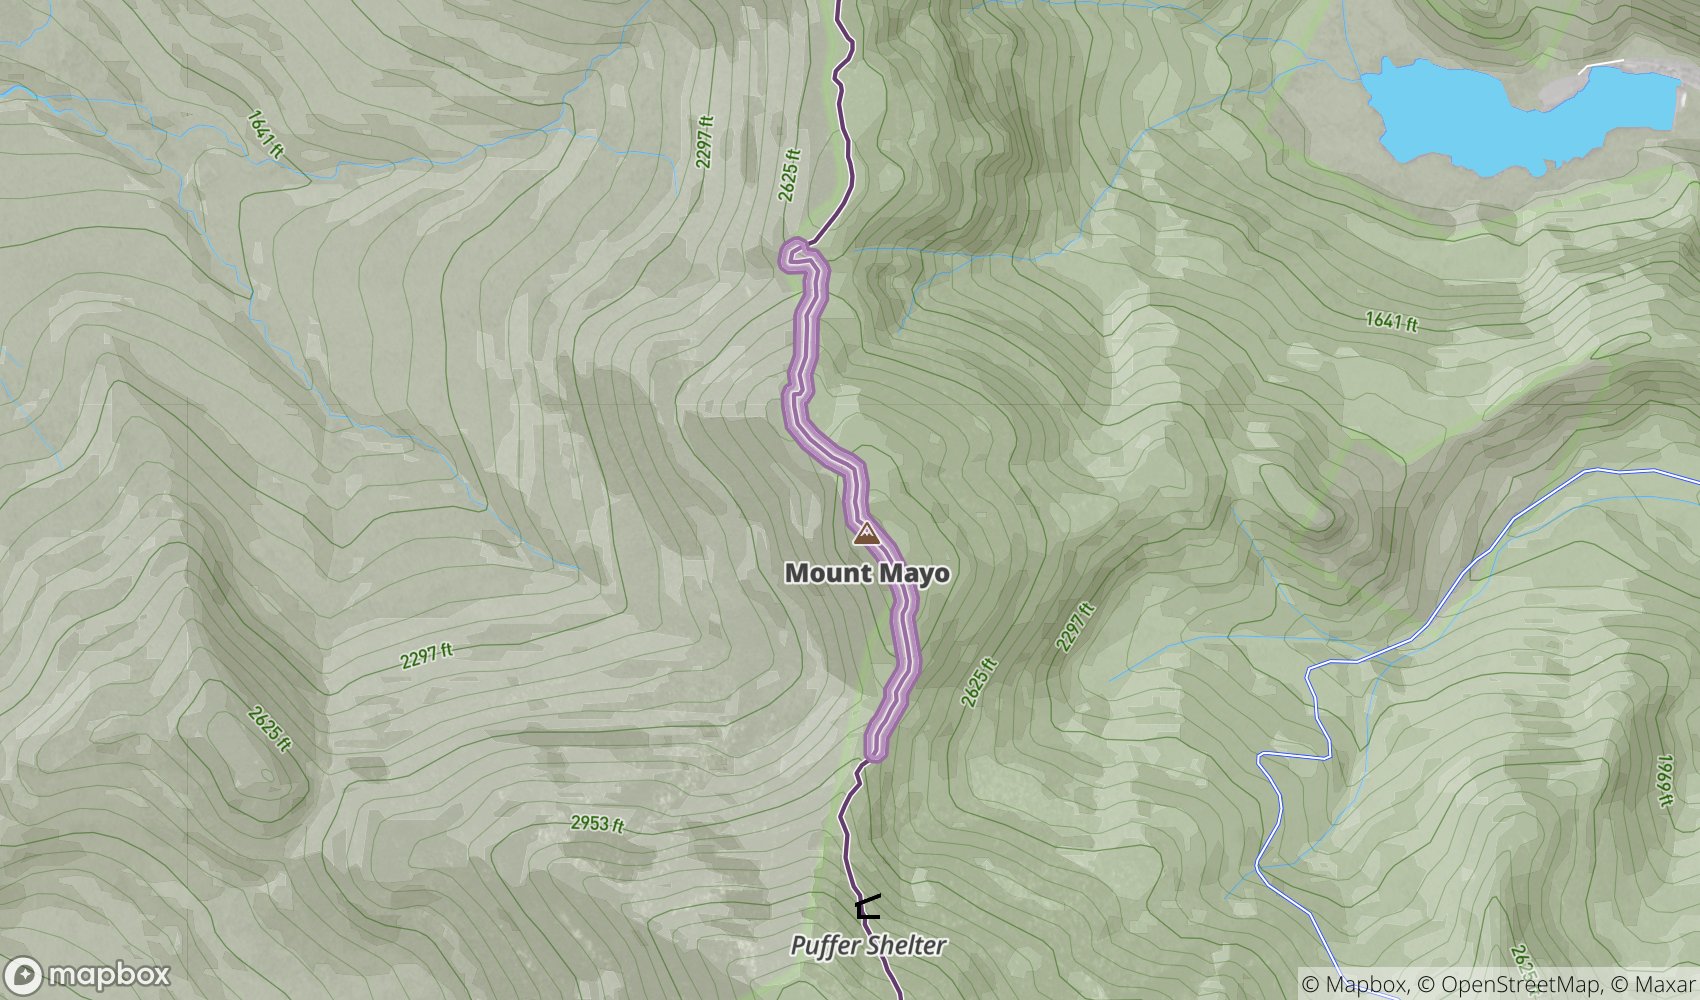 1641 ft
2297 ft
2625 ft
1641 ft
Mount Mayo
2297 ft
2297 ft
2625 ft
2625 ft
1969 ft
2953 ft
Puffer Shelter
mapbox
© Mapbox, © OpenStreetMap, © Maxar